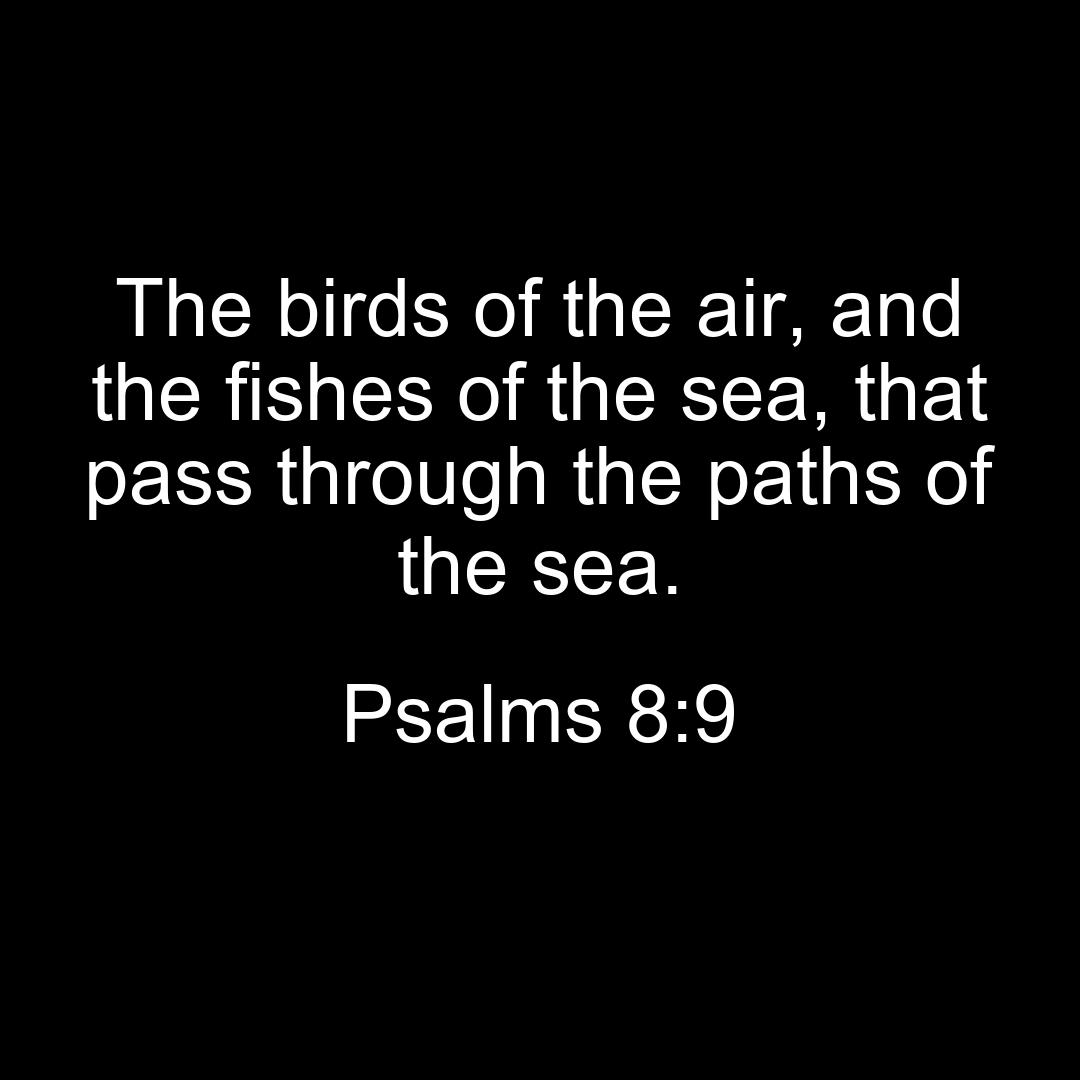 The birds of the air, and
the fishes of the sea, that
pass through the paths of
the sea.
Psalms 8:9